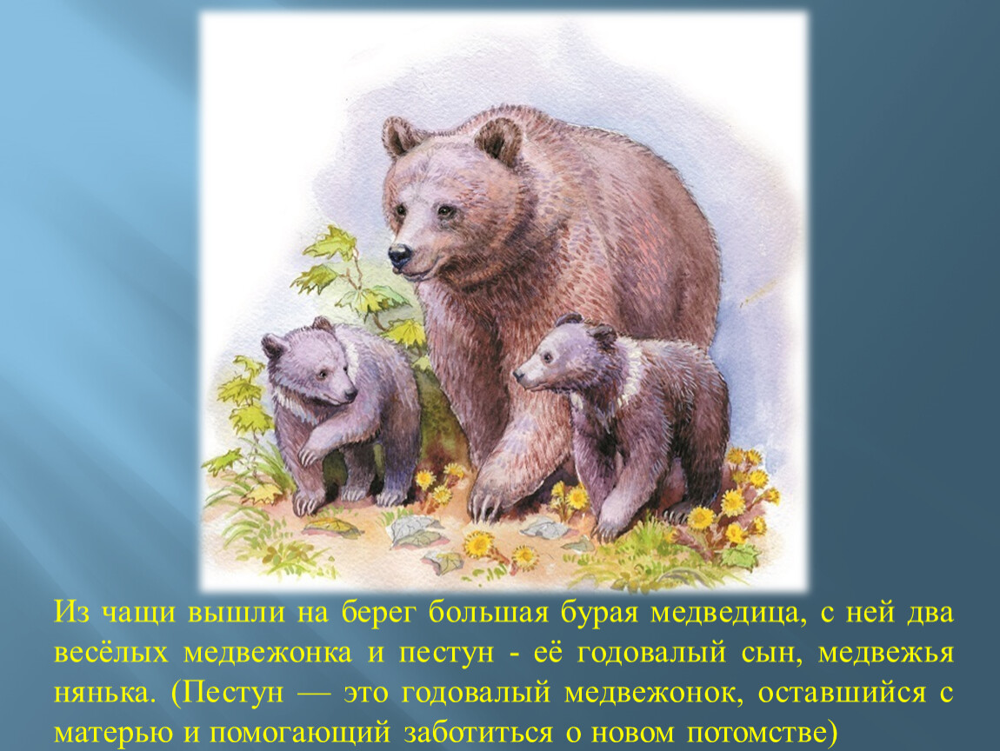 Из чащи вышли на берег большая бурая медведица, с ней два
весёлых медвежонка и пестун - её годовалый сын, медвежья
нянька. (Пестун — это годовалый медвежонок, оставшийся с
матерью и помогающий заботиться о новом потомстве)